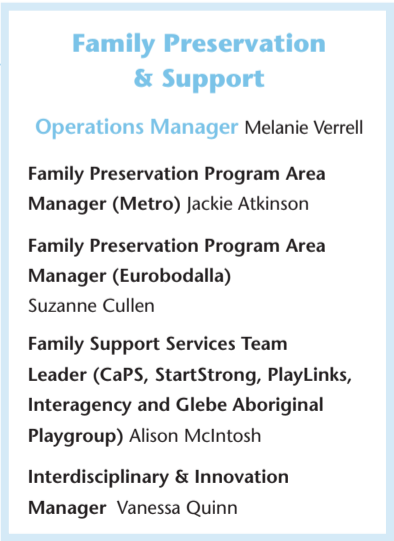 Family Preservation
& Support
Operations Manager Melanie Verrell
Family Preservation Program Area
Manager (Metro) Jackie Atkinson
Family Preservation Program Area
Manager (Eurobodalla)
Suzanne Cullen
Family Support Services Team
Leader (CaPS, StartStrong, PlayLinks,
Interagency and Glebe Aboriginal
Playgroup) Alison McIntosh
Interdisciplinary & Innovation
Manager Vanessa Quinn